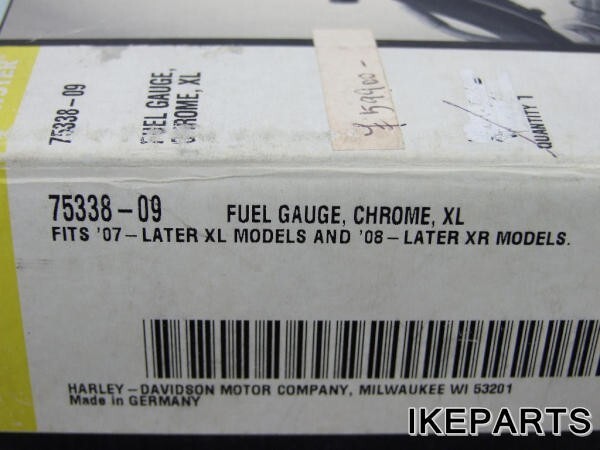 75338-09
FUEL GAUGE,
CHROME, XL
QUANTITY 1
75338-09 FUEL GAUGE, CHROME, XL
FITS '07-LATER XL MODELS AND '08-LATER XR MODELS.
HARLEY-DAVIDSON MOTOR COMPANY, MILWAUKEE WI 53201
Made in GERMANY
IKEPARTS